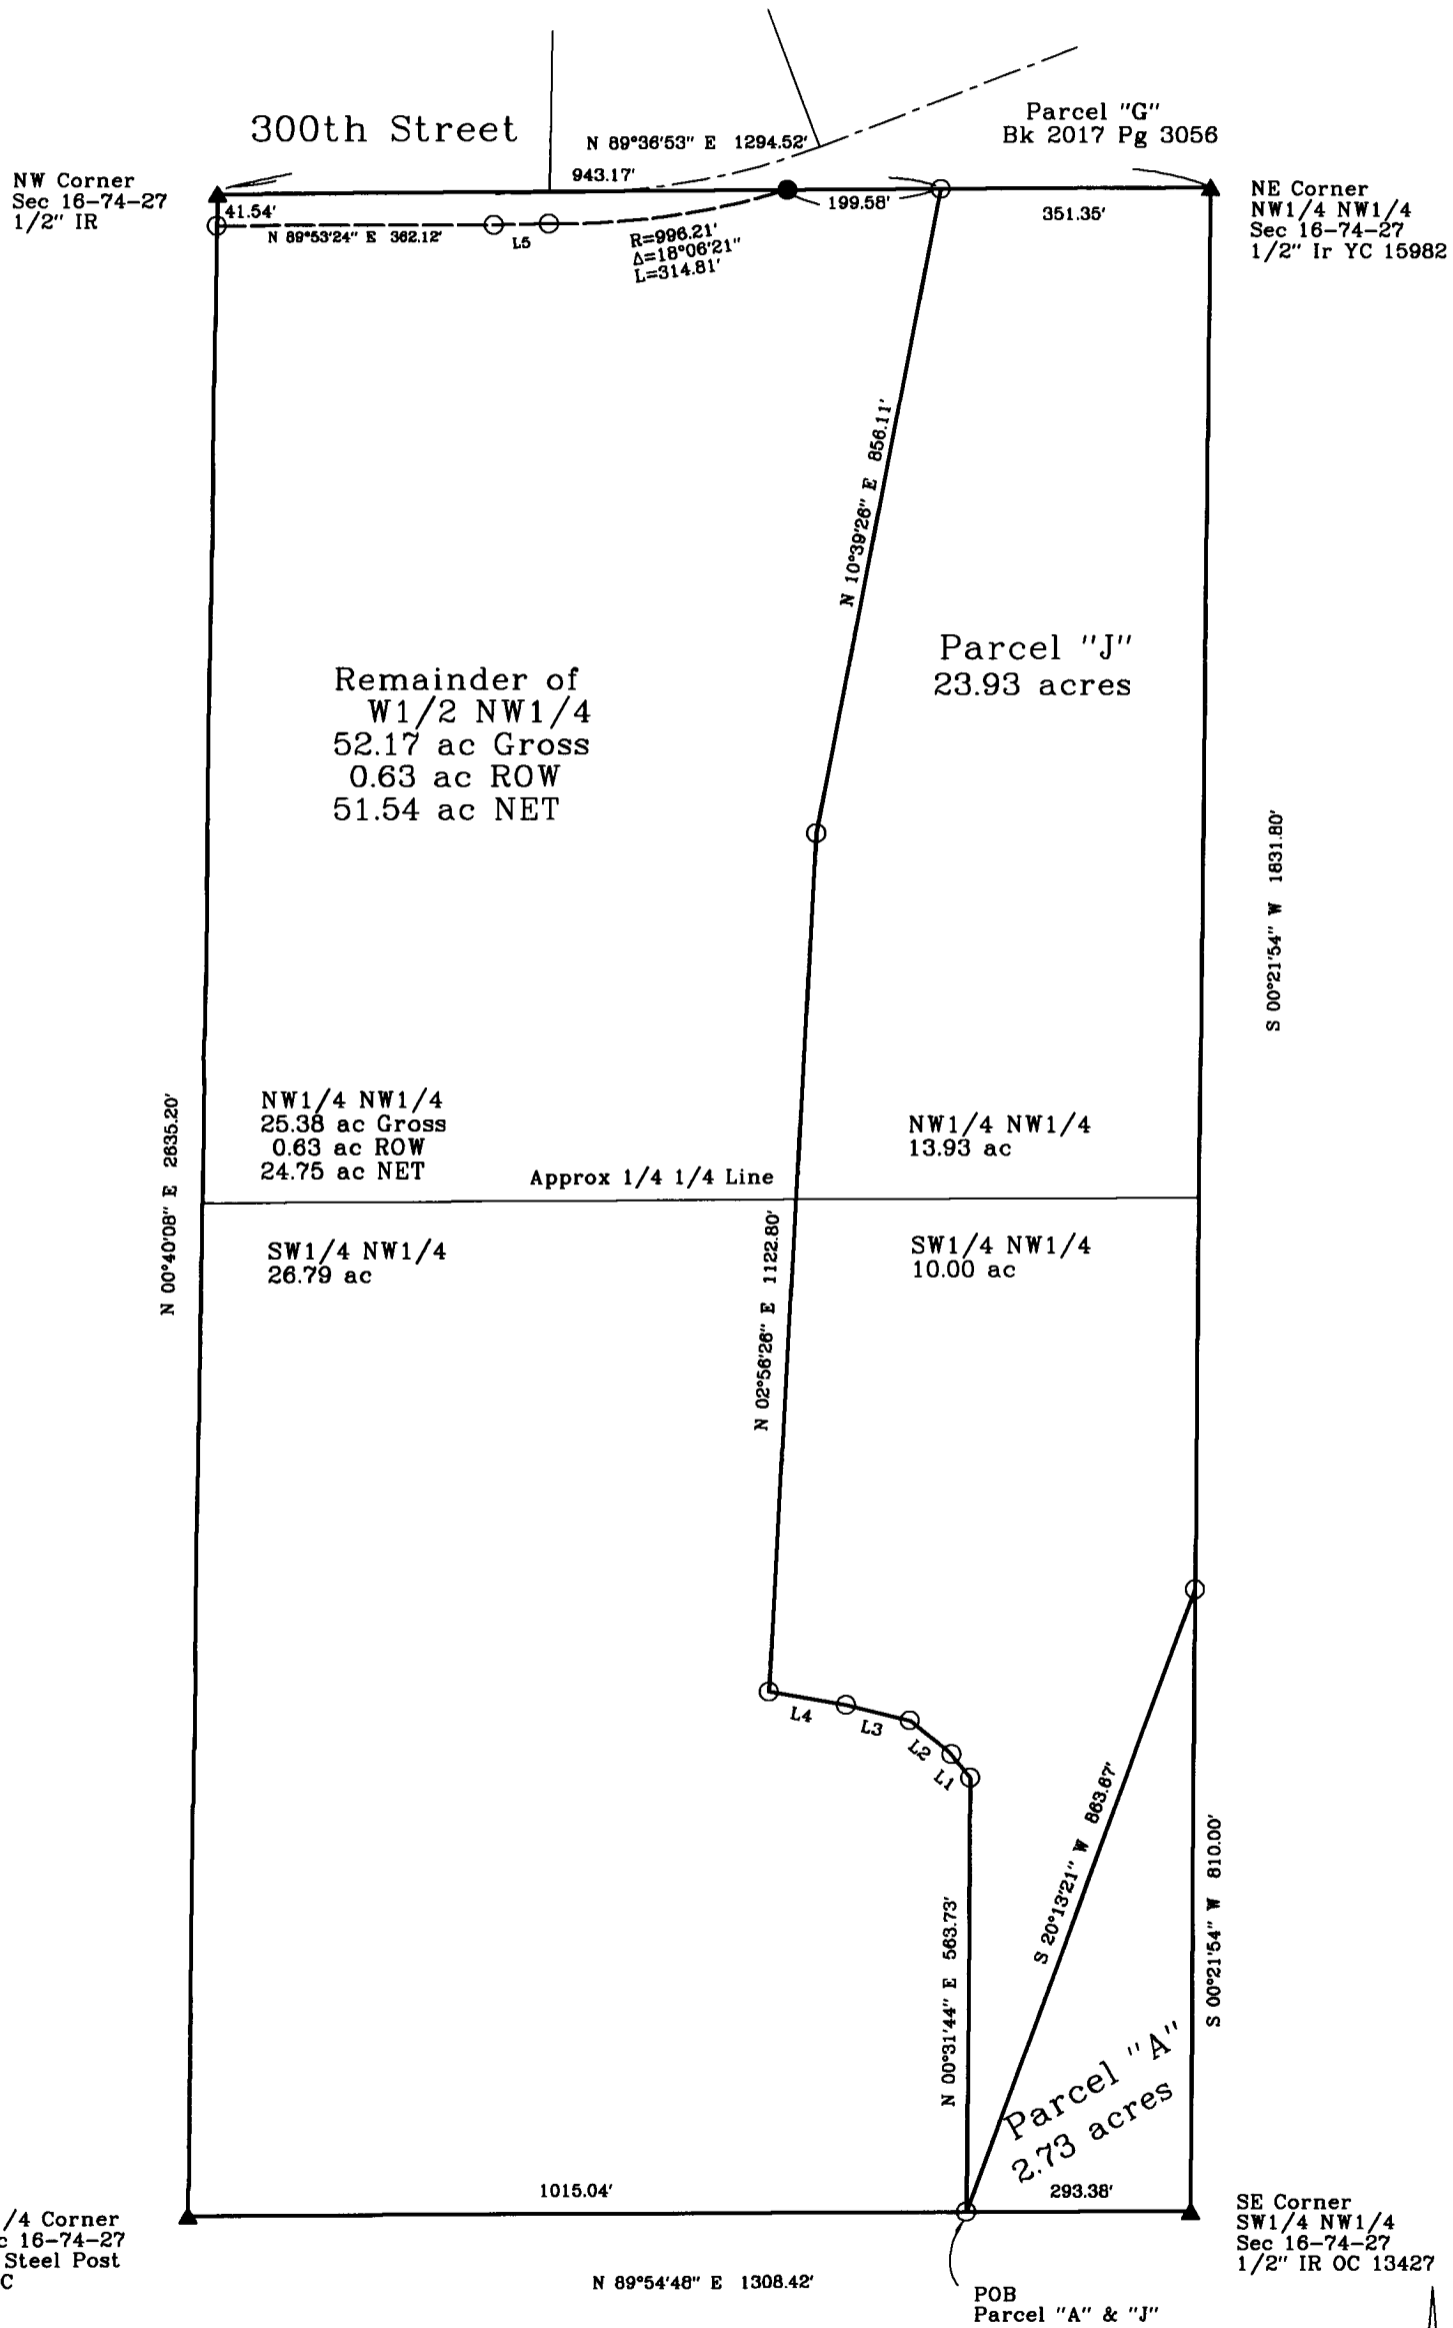 300th Street
N 89°36'53" E 1294.52'
943.17'
Parcel "G"
Bk 2017 Pg 3056
NW Corner
Sec 16-74-27
1/2" IR
41.54'
N 89°53'24" E 362.12'
L5
R=996.21'
Δ=18°06'21"
L=314.81'
199.58'
351.35'
NE Corner
NW1/4 NW1/4
Sec 16-74-27
1/2" Ir YC 15982
N 10°39'26" E 856.11'
Remainder of
W1/2 NW1/4
52.17 ac Gross
0.63 ac ROW
51.54 ac NET
Parcel "J"
23.93 acres
S 00°21'54" W 1831.80'
N 00°40'08" E 2635.20'
NW1/4 NW1/4
25.38 ac Gross
0.63 ac ROW
24.75 ac NET
Approx 1/4 1/4 Line
NW1/4 NW1/4
13.93 ac
SW1/4 NW1/4
26.79 ac
SW1/4 NW1/4
10.00 ac
N 02°56'26" E 1122.80'
L4
L3
L2
L1
S 20°13'21" W 863.67'
S 00°21'54" W 810.00'
N 00°31'44" E 563.73'
Parcel "A"
2.73 acres
1015.04'
293.38'
/4 Corner
c 16-74-27
Steel Post
C
N 89°54'48" E 1308.42'
POB
Parcel "A" & "J"
SE Corner
SW1/4 NW1/4
Sec 16-74-27
1/2" IR OC 13427